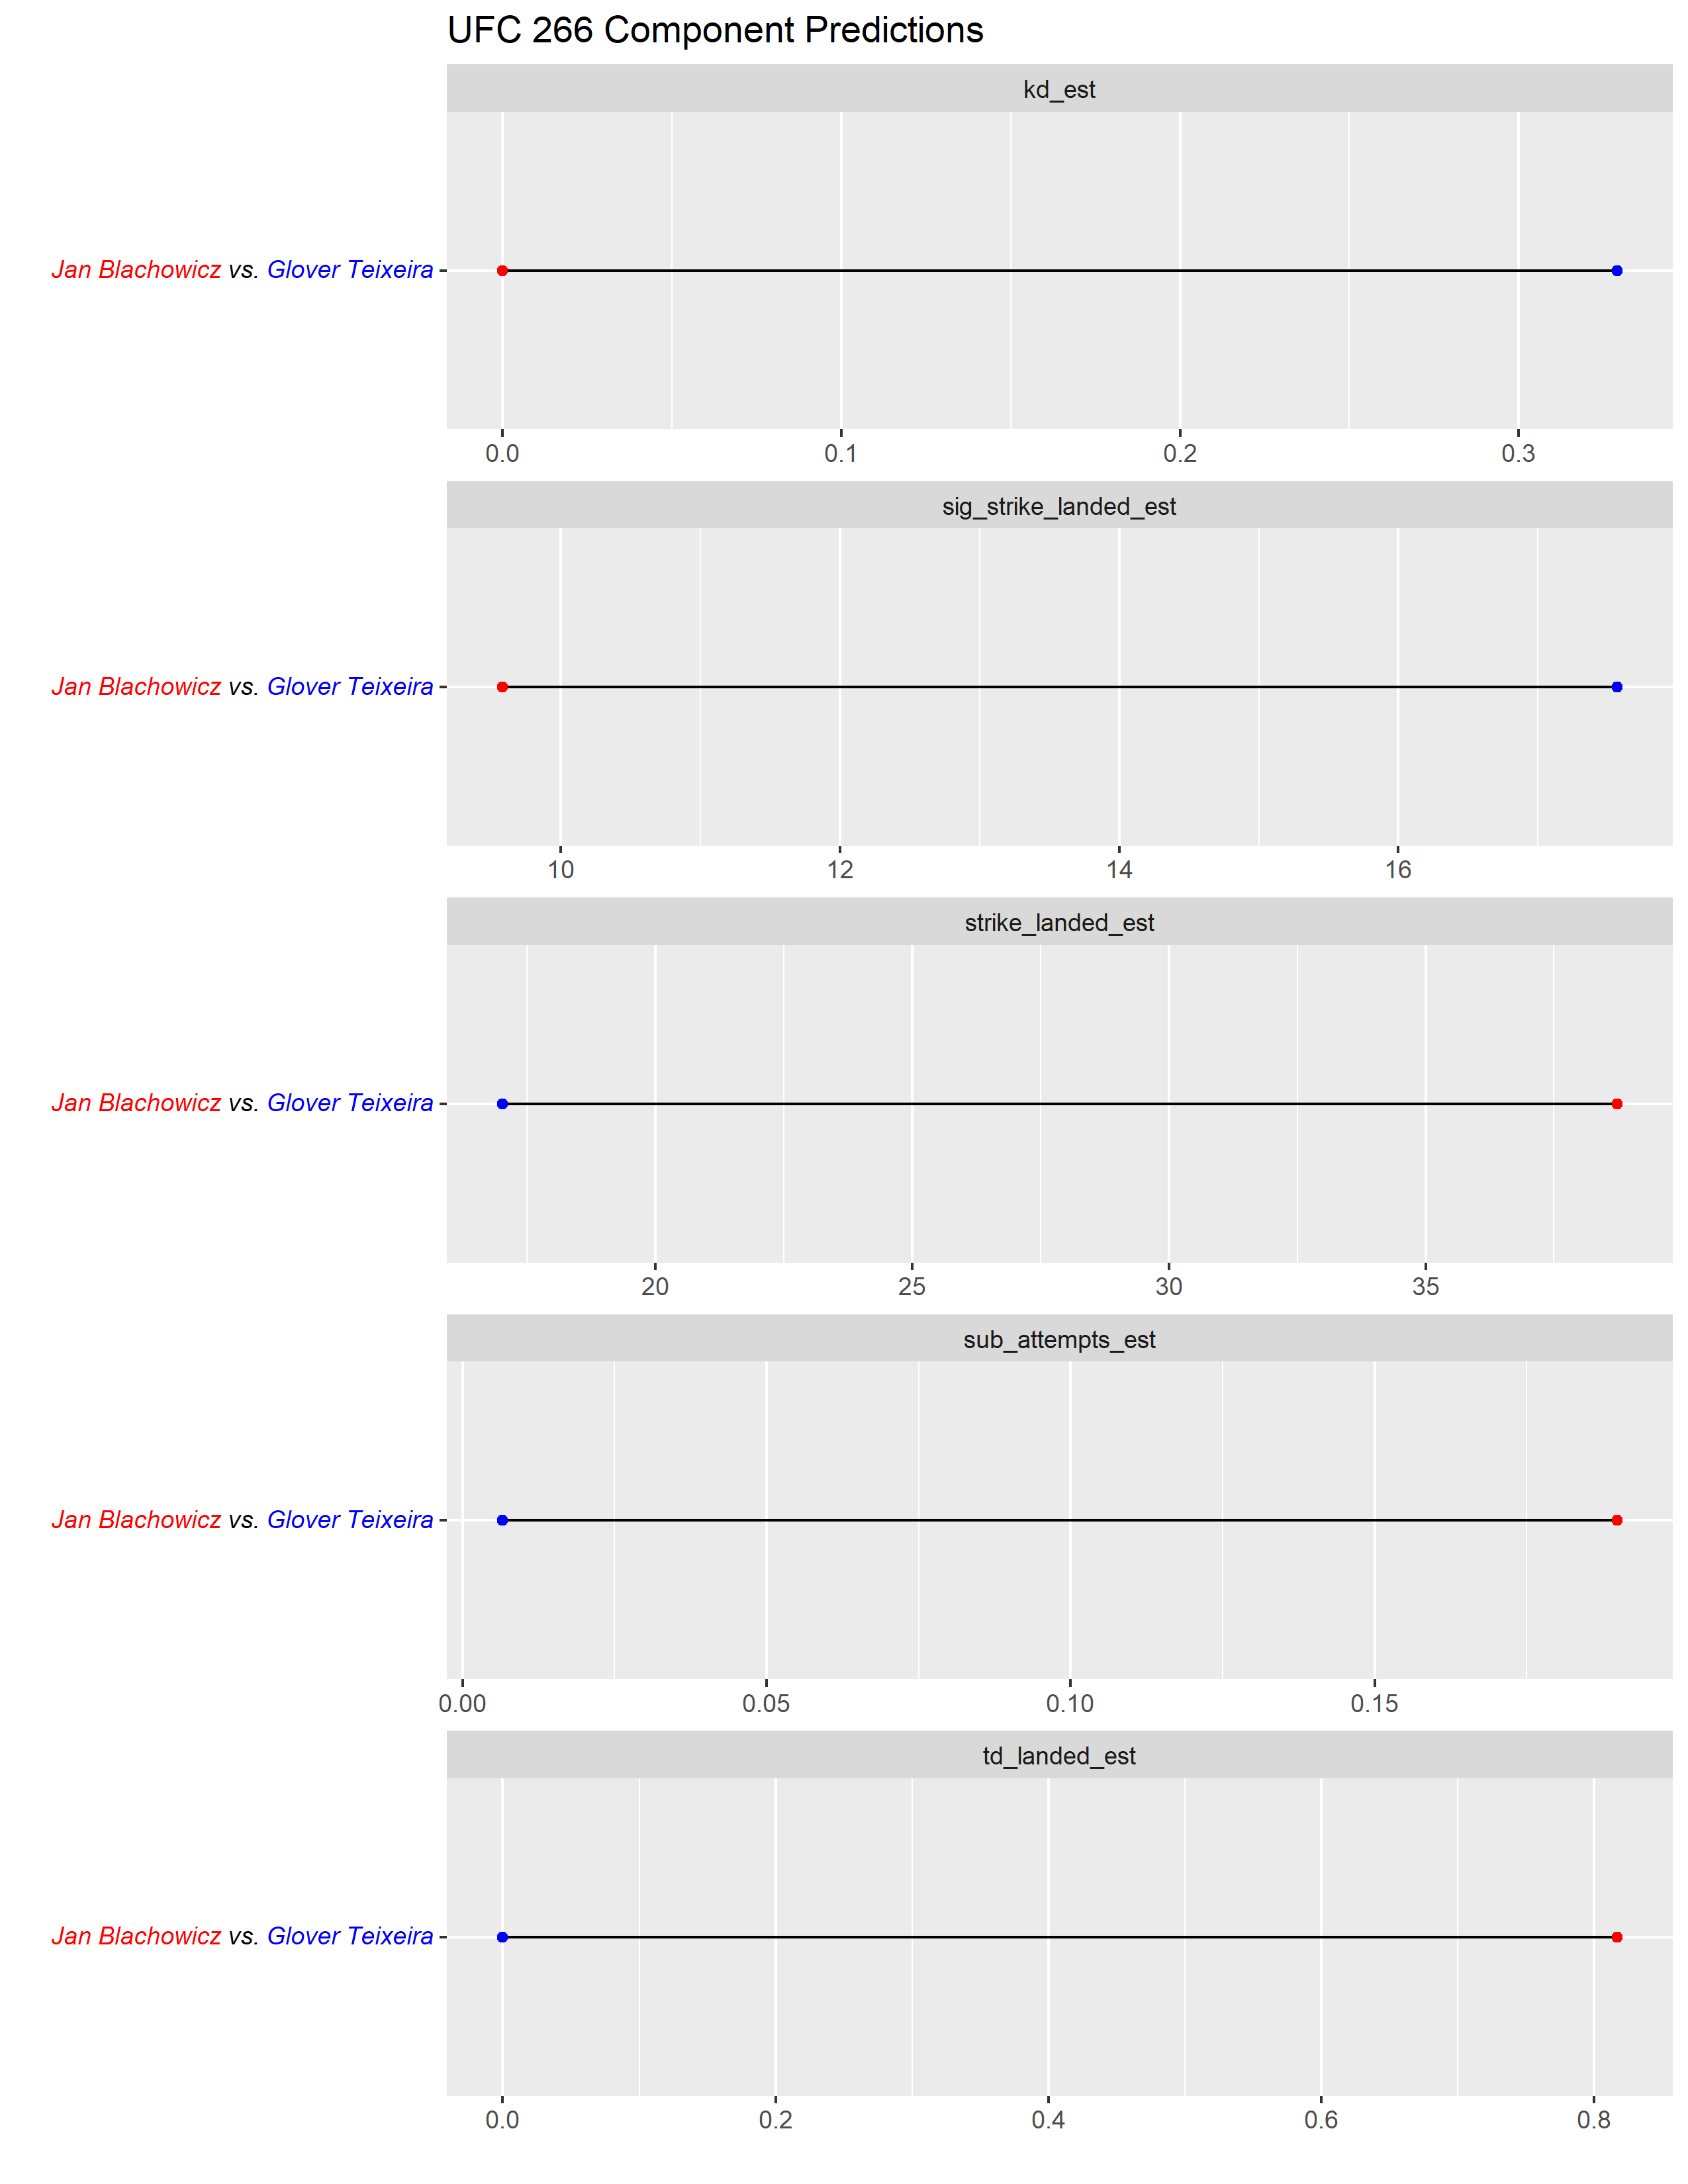 UFC 266 Component Predictions
kd_est
Jan Blachowicz vs. Glover Teixeira
0.0 0.1 0.2 0.3
sig_strike_landed_est
Jan Blachowicz vs. Glover Teixeira
10 12 14 16
strike_landed_est
Jan Blachowicz vs. Glover Teixeira
20 25 30 35
sub_attempts_est
Jan Blachowicz vs. Glover Teixeira
0.00 0.05 0.10 0.15
td_landed_est
Jan Blachowicz vs. Glover Teixeira
0.0 0.2 0.4 0.6 0.8